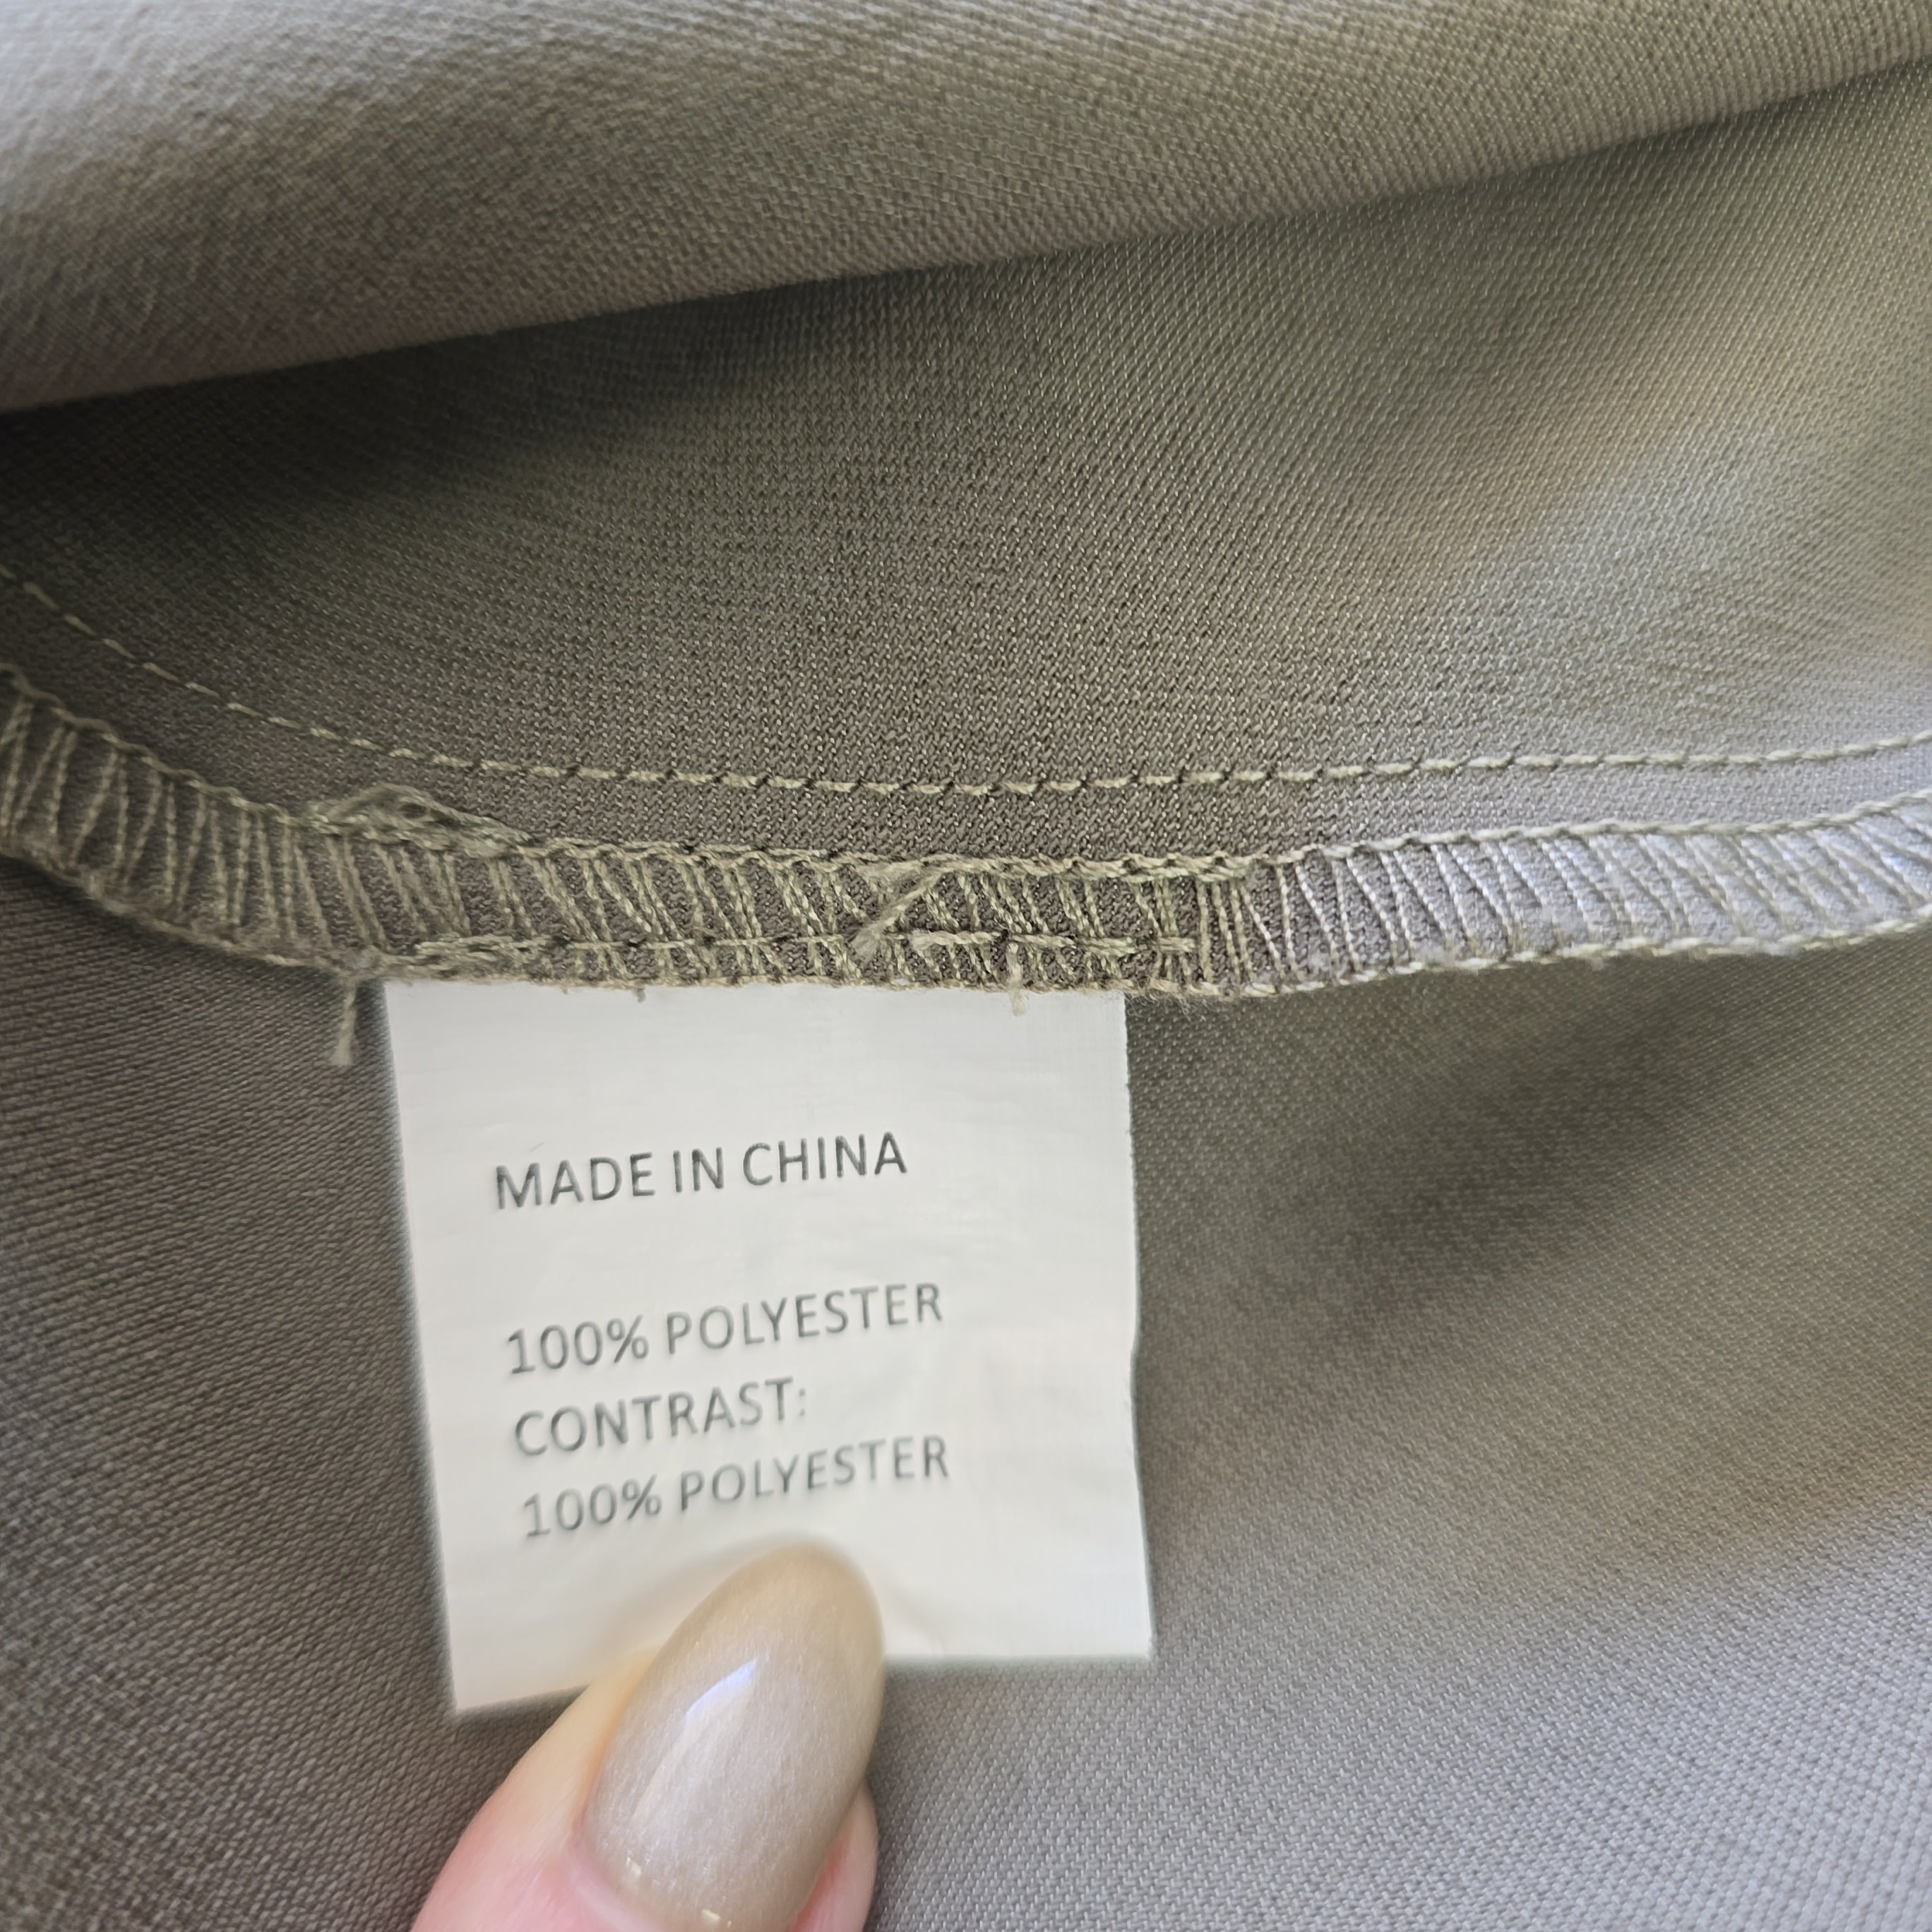 MADE IN CHINA
100% POLYESTER
CONTRAST:
100% POLYESTER